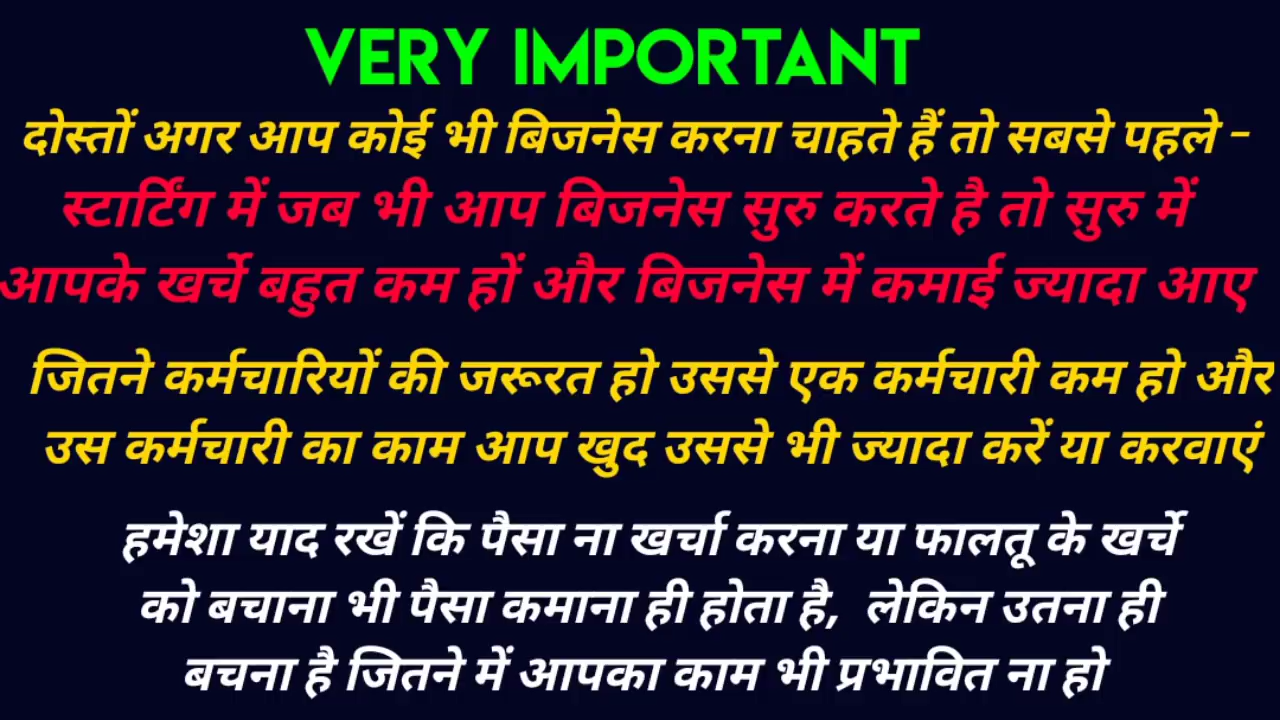 VERY IMPORTANT
दोस्तों अगर आप कोई भी बिजनेस करना चाहते हैं तो सबसे पहले -
स्टार्टिंग में जब भी आप बिजनेस सुरु करते है तो सुरु में
आपके खर्चे बहुत कम हों और बिजनेस में कमाई ज्यादा आए
जितने कर्मचारियों की जरूरत हो उससे एक कर्मचारी कम हो और
उस कर्मचारी का काम आप खुद उससे भी ज्यादा करें या करवाएं
हमेशा याद रखें कि पैसा ना खर्चा करना या फालतू के खर्चे
को बचाना भी पैसा कमाना ही होता है, लेकिन उतना ही
बचना है जितने में आपका काम भी प्रभावित ना हो